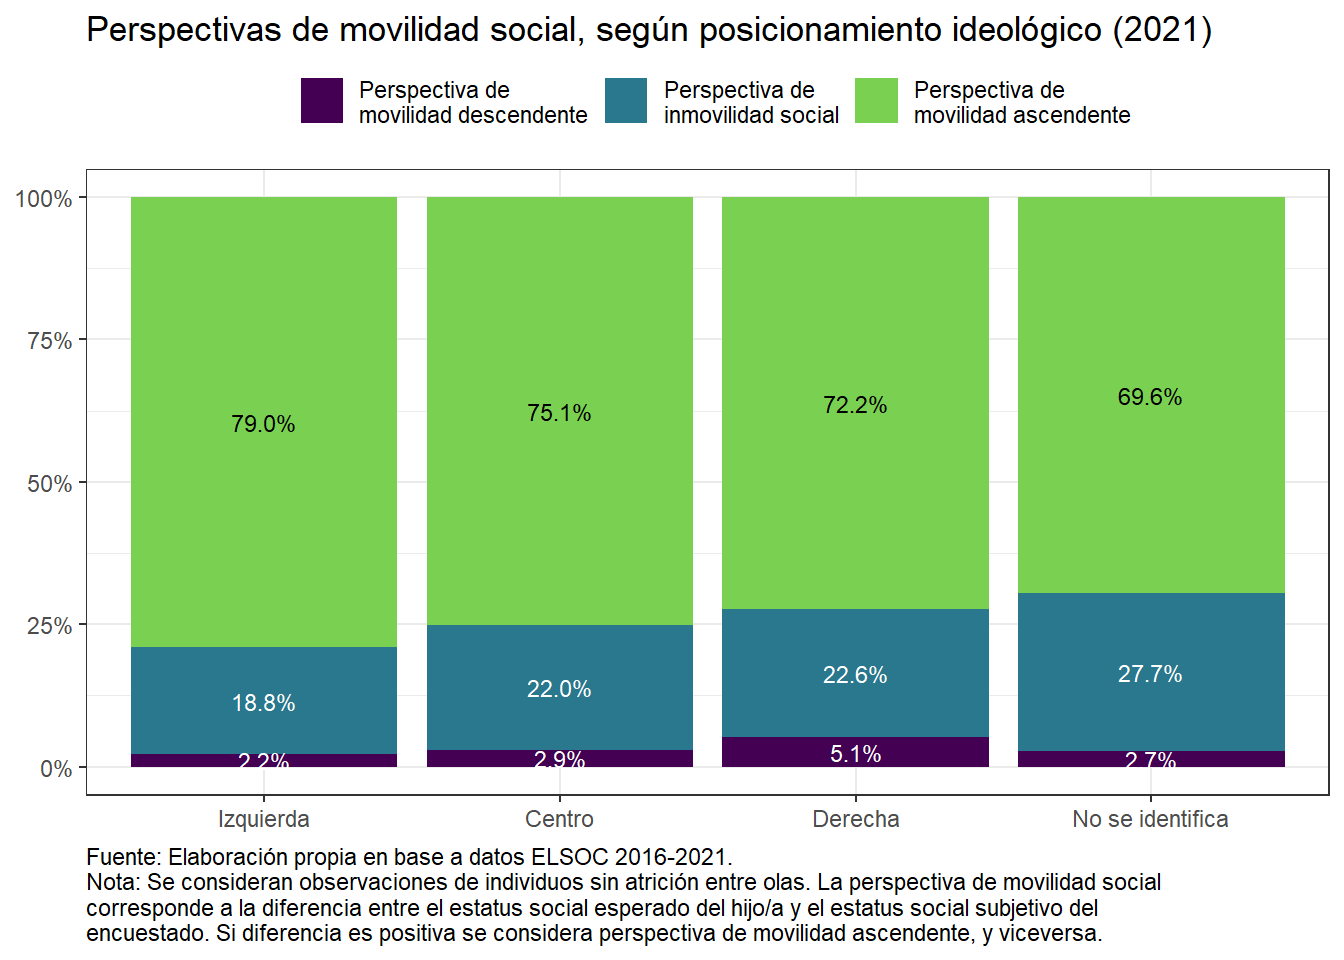 Perspectivas de movilidad social, según posicionamiento ideológico (2021)
Perspectiva de
movilidad descendente
Perspectiva de
inmovilidad social
Perspectiva de
movilidad ascendente
100%
75%
50%
25%
0%
79.0%
75.1%
72.2%
69.6%
18.8%
22.0%
22.6%
27.7%
2.2%
2.9%
5.1%
2.7%
Izquierda
Centro
Derecha
No se identifica
Fuente: Elaboración propia en base a datos ELSOC 2016-2021.
Nota: Se consideran observaciones de individuos sin atrición entre olas. La perspectiva de movilidad social
corresponde a la diferencia entre el estatus social esperado del hijo/a y el estatus social subjetivo del
encuestado. Si diferencia es positiva se considera perspectiva de movilidad ascendente, y viceversa.